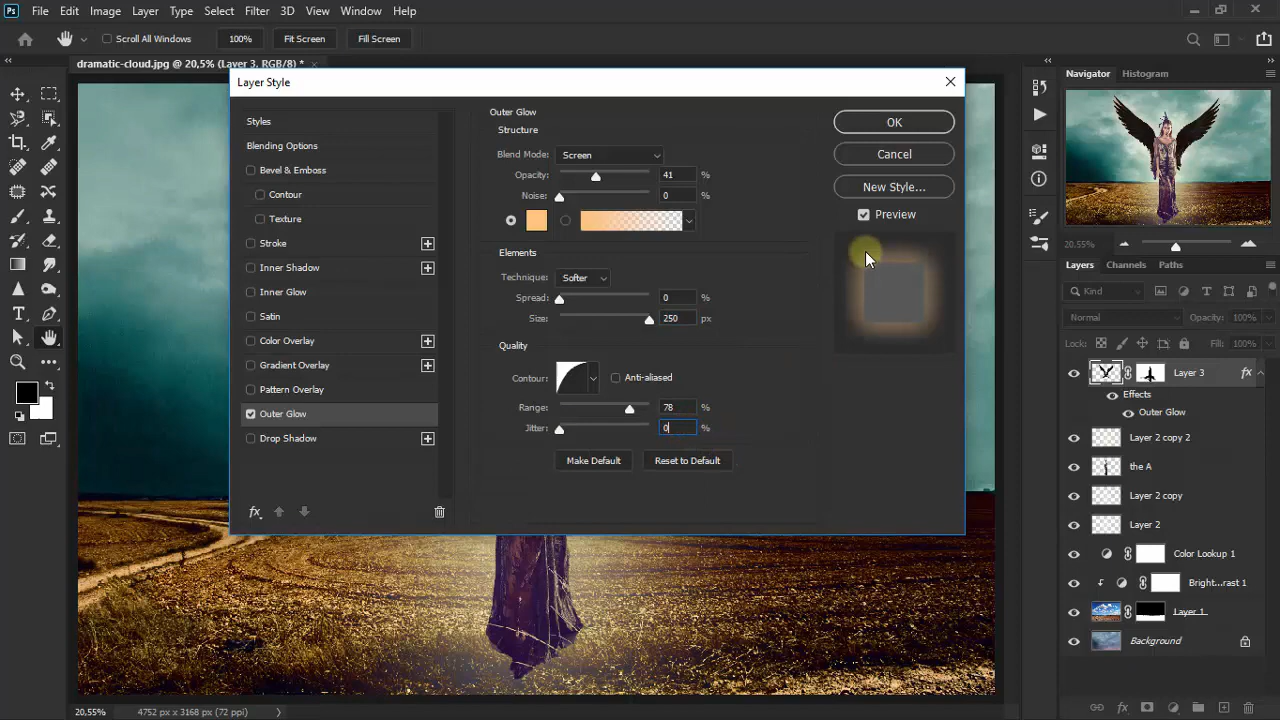 Ps File Edit Image Layer Type Select Filter 3D View Window Help
Scroll All Windows 100% Fit Screen Fill Screen
dramatic-cloud.jpg @ 20,5% (Layer 3, RGB/8) *
Layer Style
Styles
Blending Options
Bevel & Emboss
Contour
Texture
Stroke
Inner Shadow
Inner Glow
Satin
Color Overlay
Gradient Overlay
Pattern Overlay
Outer Glow
Drop Shadow
fx
Outer Glow
Structure
Blend Mode: Screen
Opacity: 41 %
Noise: 0 %
Elements
Technique: Softer
Spread: 0 %
Size: 250 px
Quality
Contour: Anti-aliased
Range: 78 %
Jitter: 0 %
Make Default Reset to Default
OK
Cancel
New Style...
Preview
Navigator Histogram
20.55%
Layers Channels Paths
Kind
Normal Opacity: 100%
Lock: Fill: 100%
Layer 3 fx
Effects
Outer Glow
Layer 2 copy 2
the A
Layer 2 copy
Layer 2
Color Lookup 1
Bright...rast 1
Layer 1
Background
fx
20,55% 4752 px x 3168 px (72 ppi)